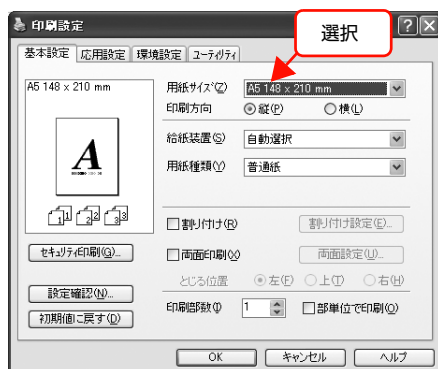 印刷設定
選択
?
X
基本設定 応用設定 環境設定 ユーティリティ
A5 148 x 210 mm
用紙サイズ(Z) A5 148 x 210 mm
印刷方向 縦(P) 横(L)
給紙装置(S) 自動選択
用紙種類(Y) 普通紙
A
1 1 2 2 3 3
割り付け(R) 割り付け設定(E)...
セキュリティ印刷(G)... 両面印刷(X) 両面設定(U)...
とじる位置 左(F) 上(T) 右(H)
設定確認(N)...
印刷部数(I) 1 部単位で印刷(O)
初期値に戻す(D)
OK キャンセル ヘルプ